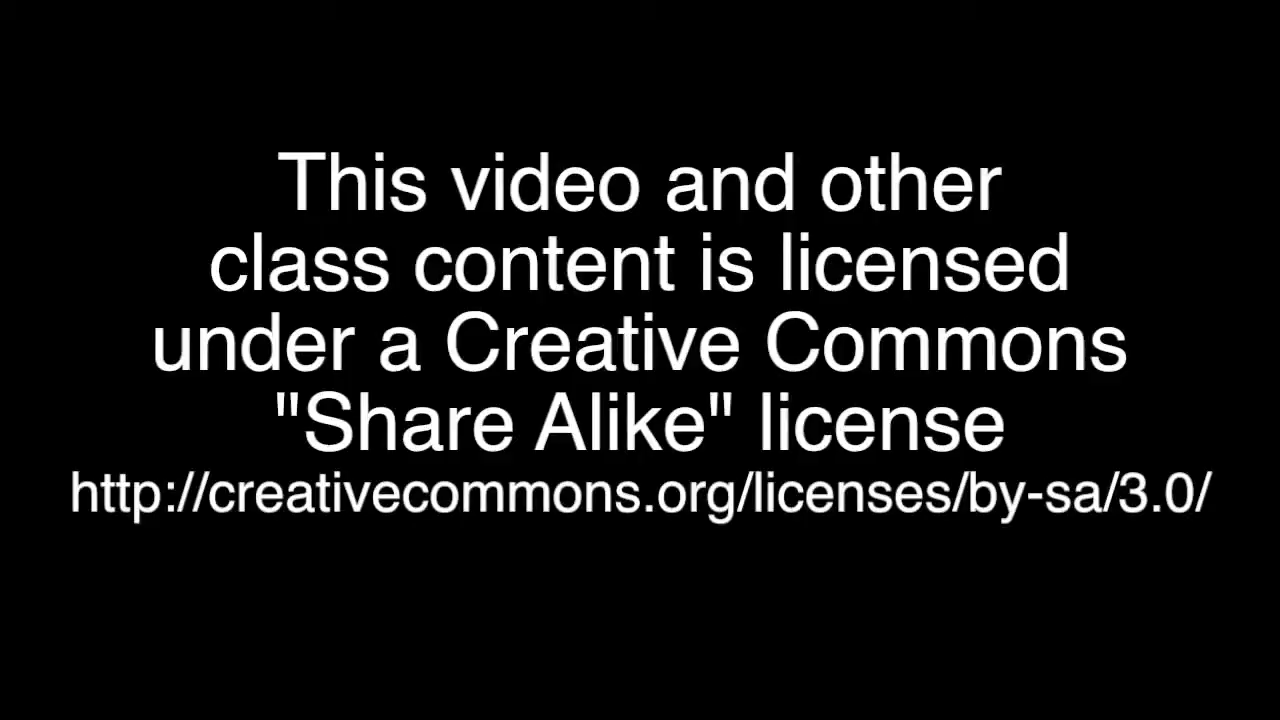 This video and other
class content is licensed
under a Creative Commons
"Share Alike" license
http://creativecommons.org/licenses/by-sa/3.0/